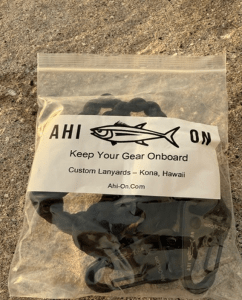 AHI ON
Keep Your Gear Onboard
Custom Lanyards – Kona, Hawaii
Ahi-On.Com